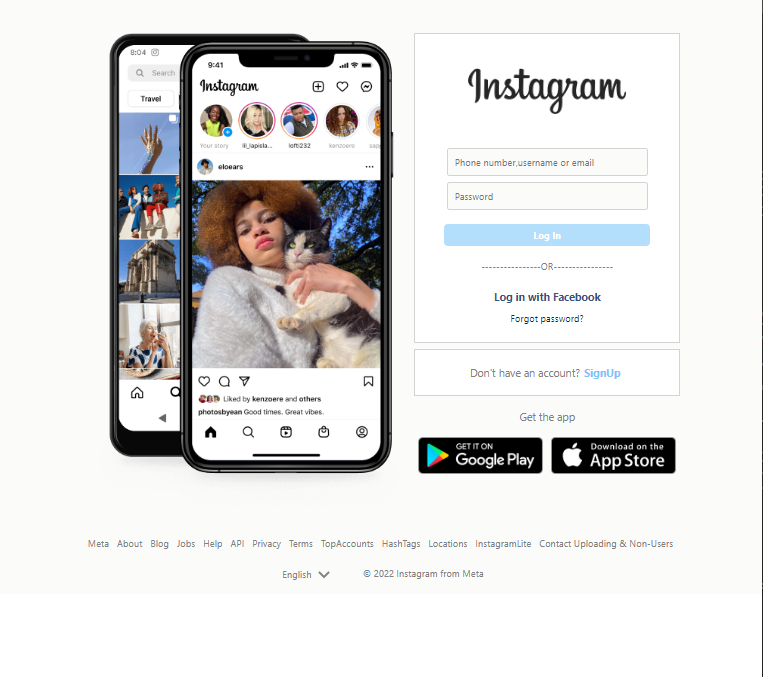 8:04
Search
Travel
9:41
Instagram
Your story
lil_lapisla...
lofti232
kenzoere
eloears
Liked by kenzoere and others
photosbyean Good times. Great vibes.
Instagram
Phone number,username or email
Password
Log In
----------------OR----------------
Log in with Facebook
Forgot password?
Don't have an account? SignUp
Get the app
GET IT ON
Google Play
Download on the
App Store
Meta About Blog Jobs Help API Privacy Terms TopAccounts HashTags Locations InstagramLite Contact Uploading & Non-Users
English © 2022 Instagram from Meta